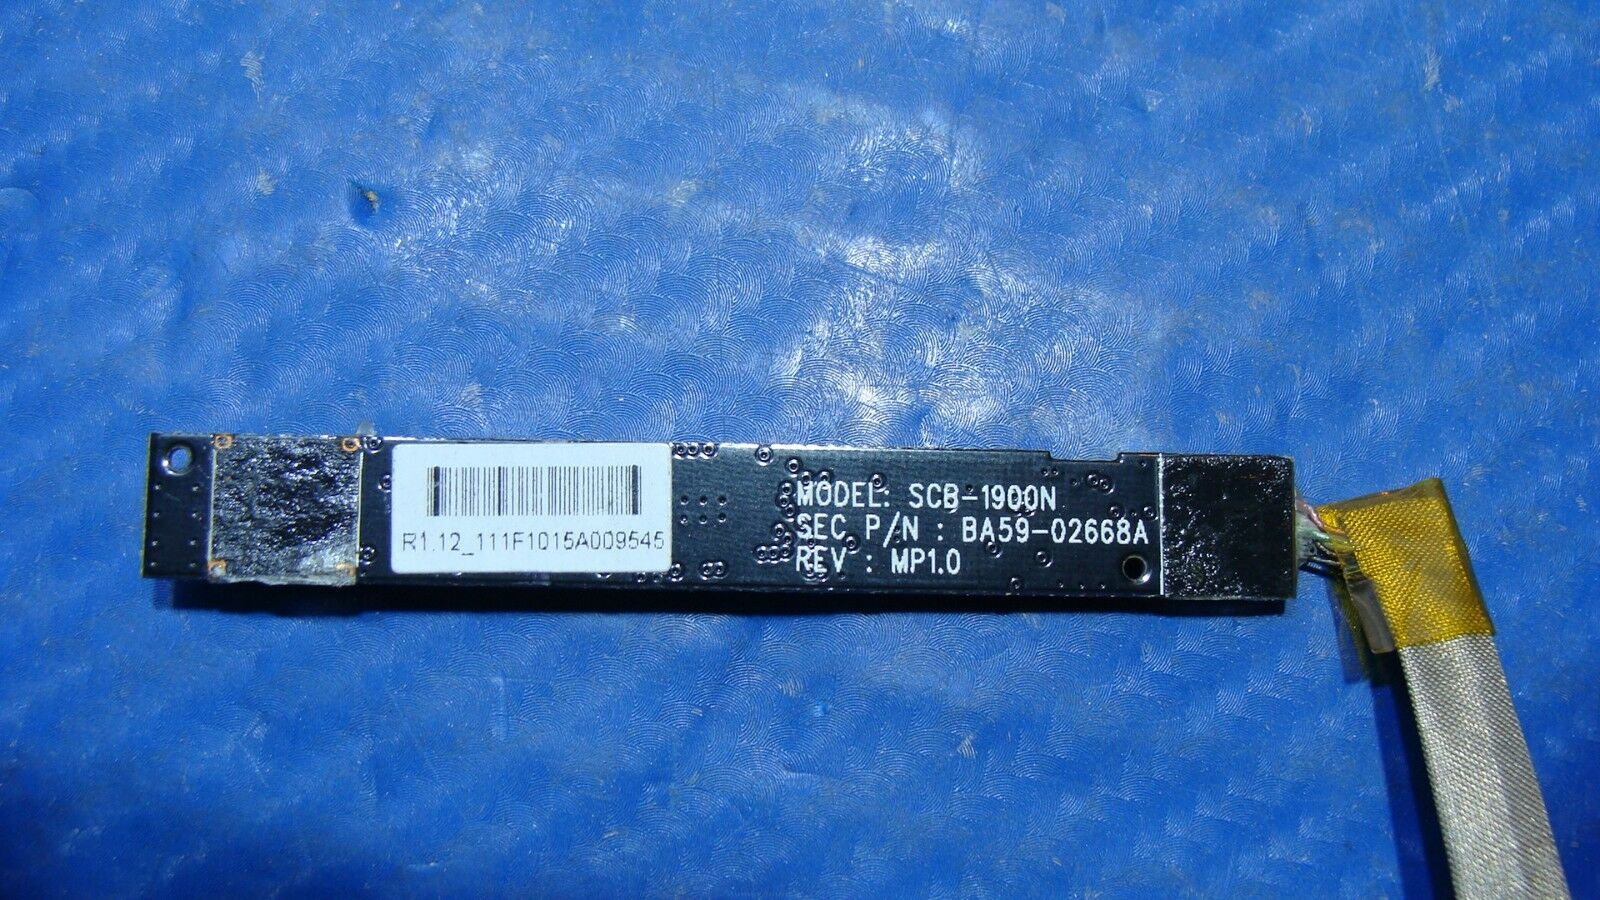 R1.12_111F1015A009545
MODEL: SCB-1900N
SEC P/N : BA59-02668A
REV : MP1.0